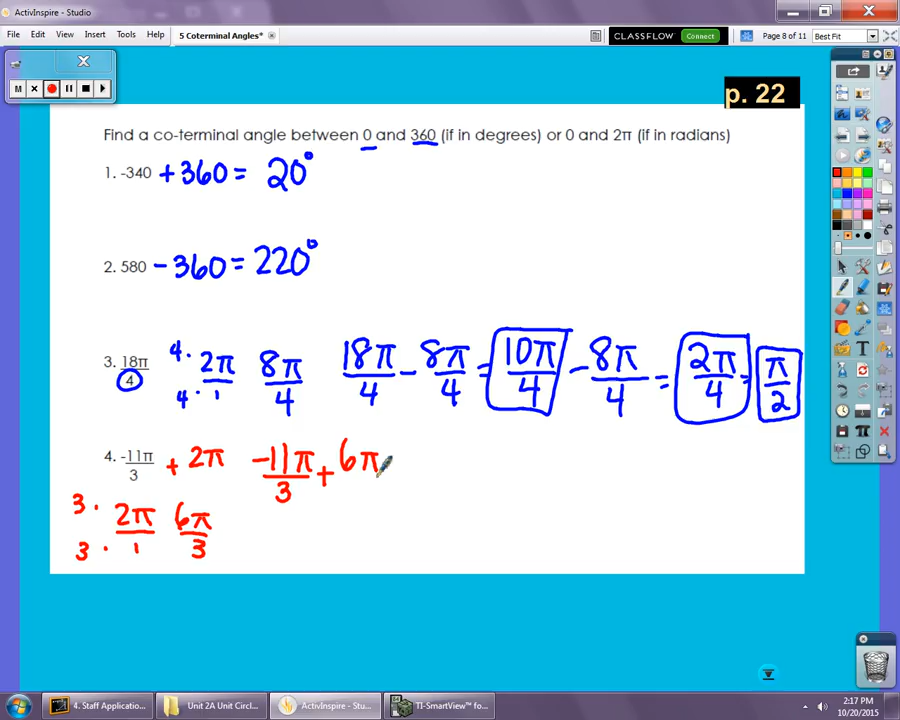 ActivInspire - Studio
File Edit View Insert Tools Help 5 Coterminal Angles* CLASSFLOW Connect Page 8 of 11 Best Fit
M
p. 22
Find a co-terminal angle between 0 and 360 (if in degrees) or 0 and 2π (if in radians)
1. -340 +360 = 20°
2. 580 -360 = 220°
3. 18π/4 4· 2π/4· 1 8π/4 18π/4 - 8π/4 = 10π/4 - 8π/4 = 2π/4 = π/2
4. -11π/3 + 2π -11π/3 + 6π
3· 2π/3· 1 6π/3
4. Staff Applicatio... Unit 2A Unit Circl... ActivInspire - Stu... TI-SmartView™ fo...
2:17 PM
10/20/2015